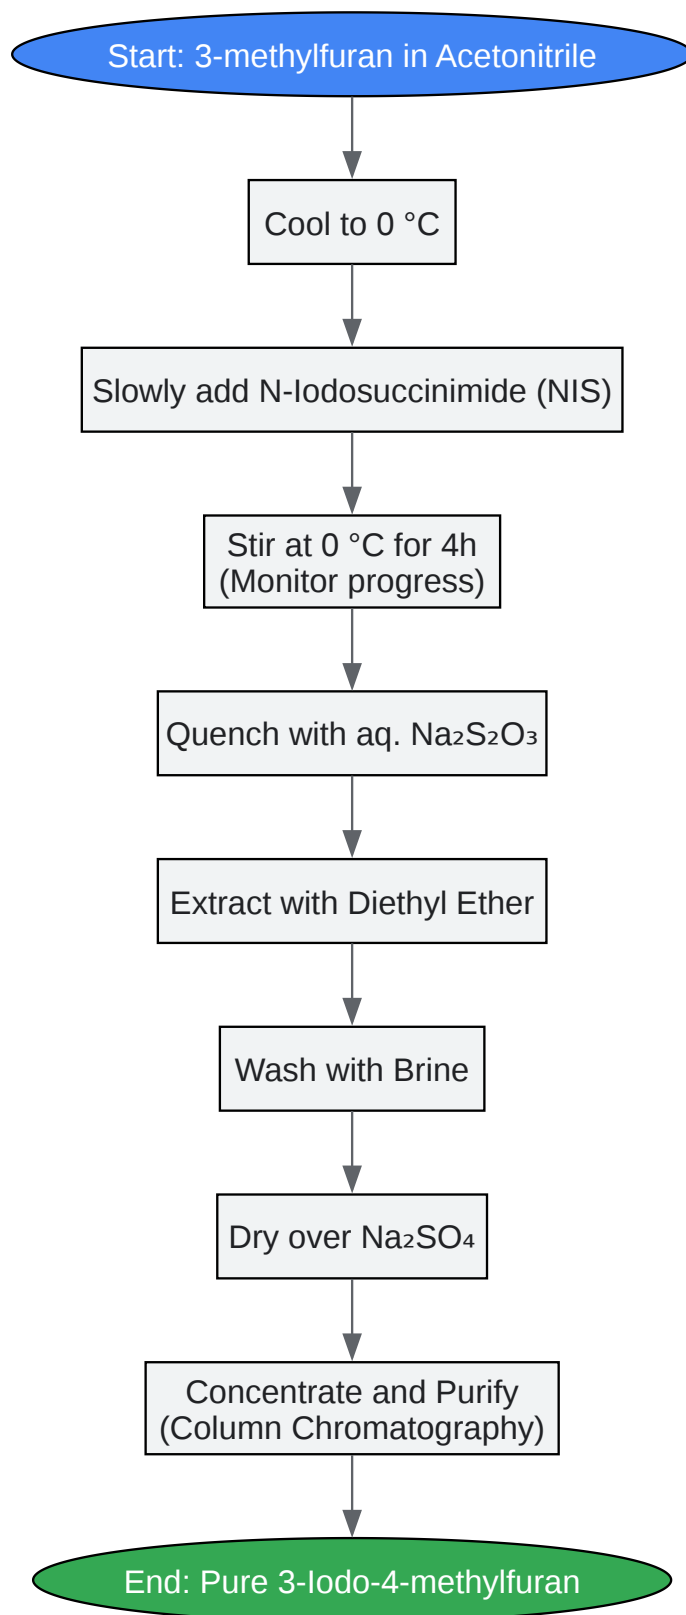 Start: 3-methylfuran in Acetonitrile
Cool to 0 °C
Slowly add N-Iodosuccinimide (NIS)
Stir at 0 °C for 4h
(Monitor progress)
Quench with aq. Na₂S₂O₃
Extract with Diethyl Ether
Wash with Brine
Dry over Na₂SO₄
Concentrate and Purify
(Column Chromatography)
End: Pure 3-Iodo-4-methylfuran